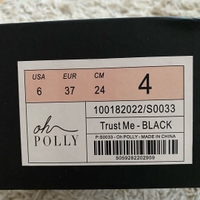 USA EUR CM
6 37 24
4
100182022/S0033
oh
POLLY
Trust Me - BLACK
P:S0033 - Oh POLLY - MADE IN CHINA
5059282202959